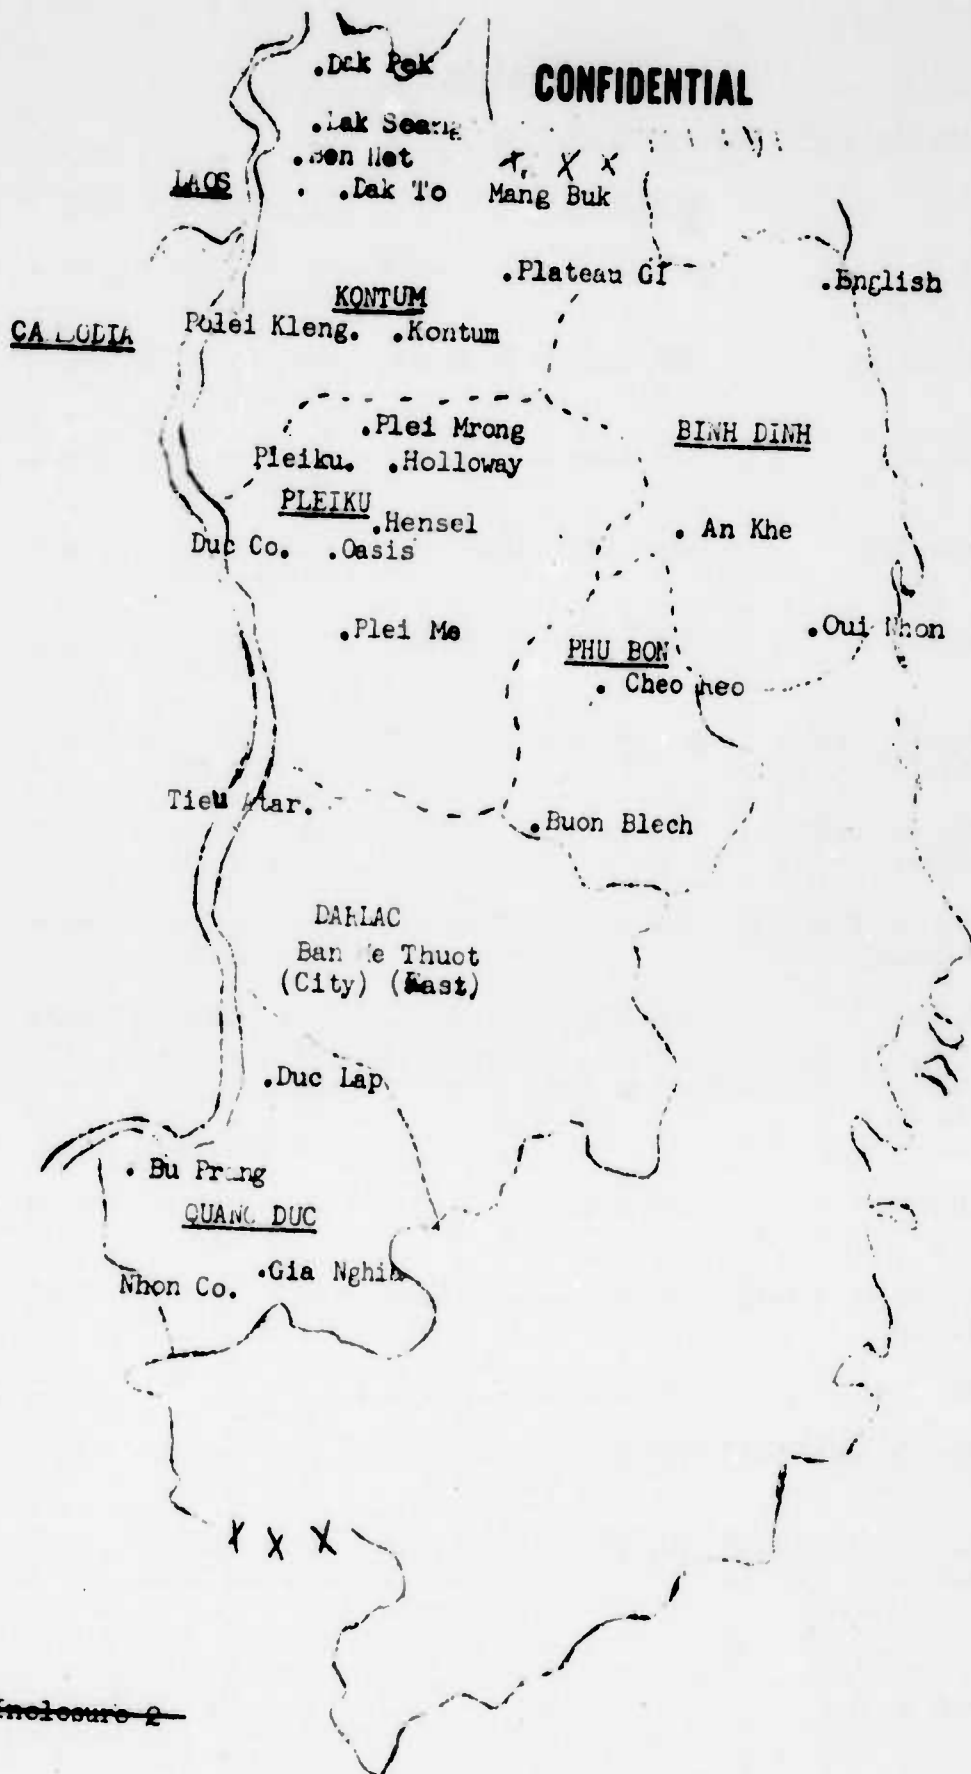 .Dak Pek
CONFIDENTIAL
.Dak Seang
.Ben Het
X X X
LAOS
.Dak To
Mang Buk
.Plateau GI
.English
KONTUM
CAMBODIA
Polei Kleng.
.Kontum
.Plei Mrong
BINH DINH
Pleiku.
.Holloway
PLEIKU
.Hensel
.An Khe
Duc Co.
.Oasis
.Plei Me
.Qui Nhon
PHU BON
.Cheo Reo
Tieu Atar.
.Buon Blech
DARLAC
Ban Me Thuot
(City) (East)
.Duc Lap
.Bu Prang
QUANG DUC
.Gia Nghia
Nhon Co.
X X X
Inclosure 2